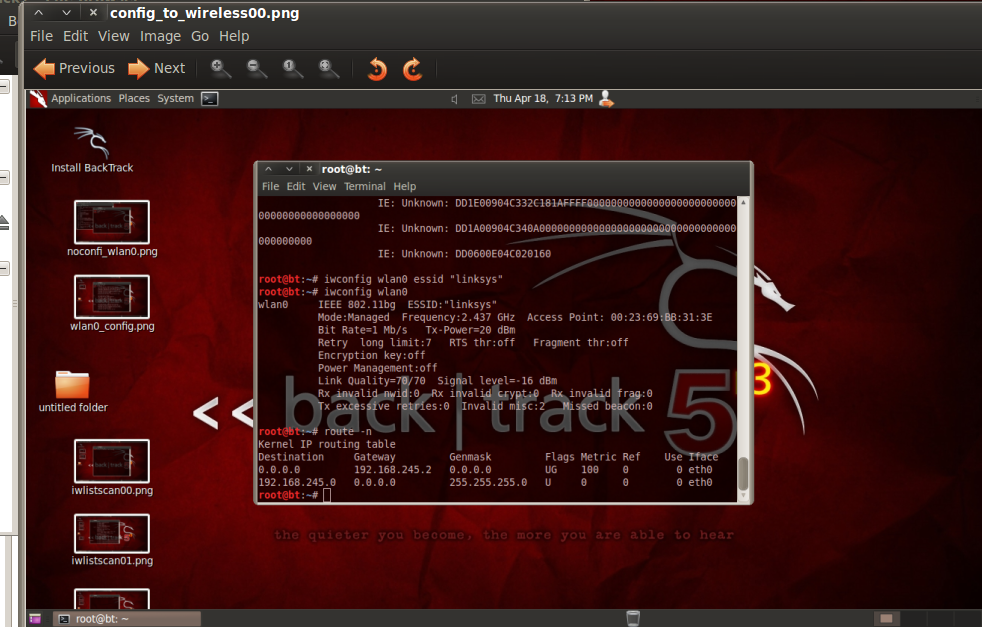 config_to_wireless00.png
File Edit View Image Go Help
Previous Next
Applications Places System
Thu Apr 18, 7:13 PM
Install BackTrack
noconfi_wlan0.png
wlan0_config.png
untitled folder
iwlistscan00.png
iwlistscan01.png
root@bt: ~
File Edit View Terminal Help
IE: Unknown: DD1E00904C332C181AFFFF0000000000000000000000000
00000000000000000
IE: Unknown: DD1A00904C340A000000000000000000000000000000000
000000000
IE: Unknown: DD0600E04C020160
root@bt:~# iwconfig wlan0 essid "linksys"
root@bt:~# iwconfig wlan0
wlan0 IEEE 802.11bg ESSID:"linksys"
Mode:Managed Frequency:2.437 GHz Access Point: 00:23:69:BB:31:3E
Bit Rate=1 Mb/s Tx-Power=20 dBm
Retry long limit:7 RTS thr:off Fragment thr:off
Encryption key:off
Power Management:off
Link Quality=70/70 Signal level=-16 dBm
Rx invalid nwid:0 Rx invalid crypt:0 Rx invalid frag:0
Tx excessive retries:0 Invalid misc:2 Missed beacon:0
root@bt:~# route -n
Kernel IP routing table
Destination Gateway Genmask Flags Metric Ref Use Iface
0.0.0.0 192.168.245.2 0.0.0.0 UG 100 0 0 eth0
192.168.245.0 0.0.0.0 255.255.255.0 U 0 0 0 eth0
root@bt:~#
<< back | track 5
the quieter you become, the more you are able to hear
root@bt: ~